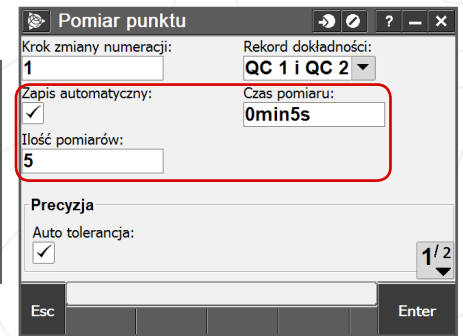 Pomiar punktu ? – ×
Krok zmiany numeracji: Rekord dokładności:
1 QC 1 i QC 2
Zapis automatyczny: Czas pomiaru:
✓ 0min5s
Ilość pomiarów:
5
Precyzja
Auto tolerancja:
✓ 1/2
Esc Enter